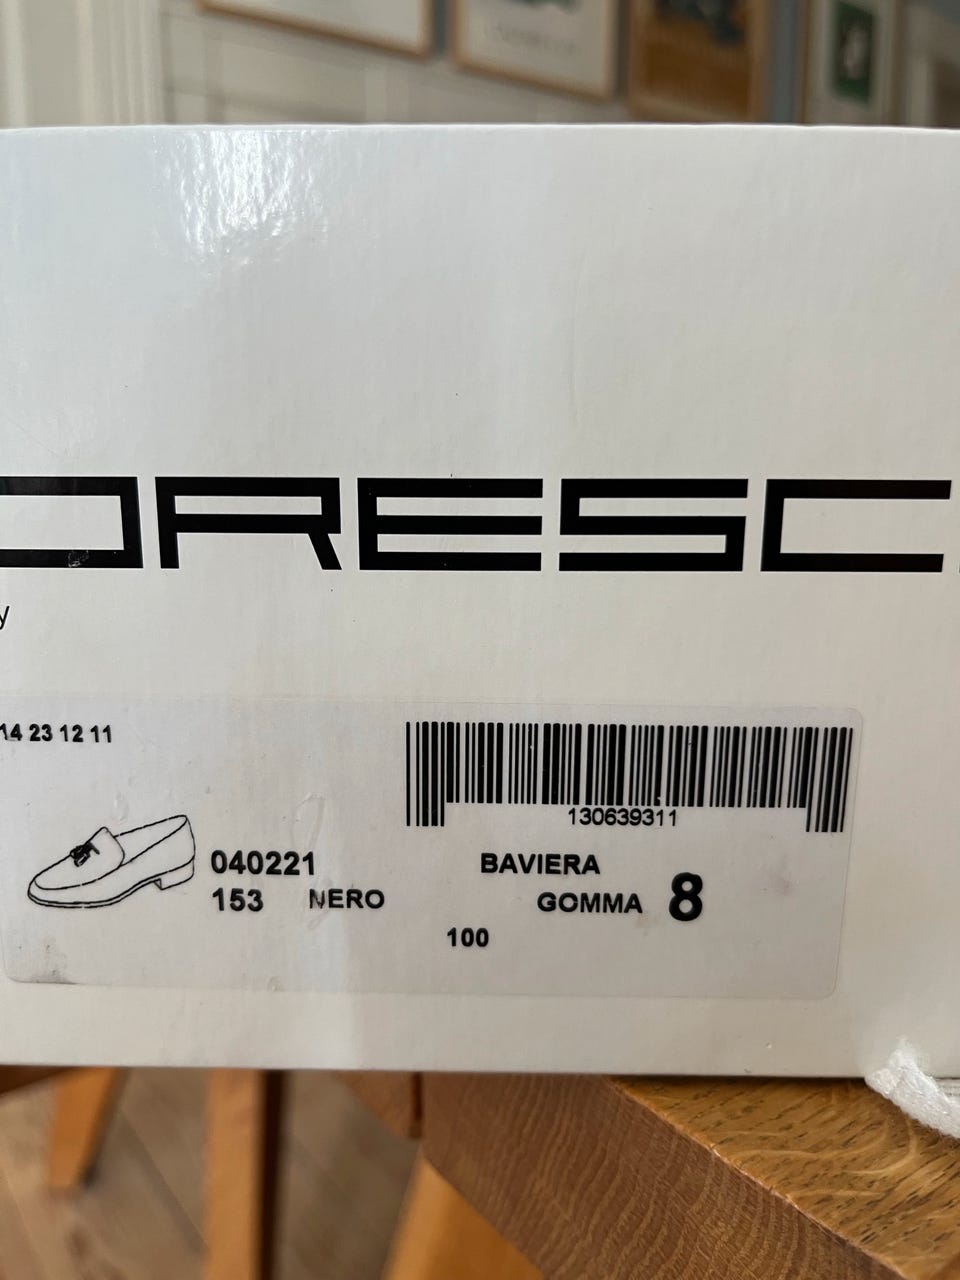 ORESC
y
14 23 12 11
130639311
040221 BAVIERA
153 NERO GOMMA 8
100